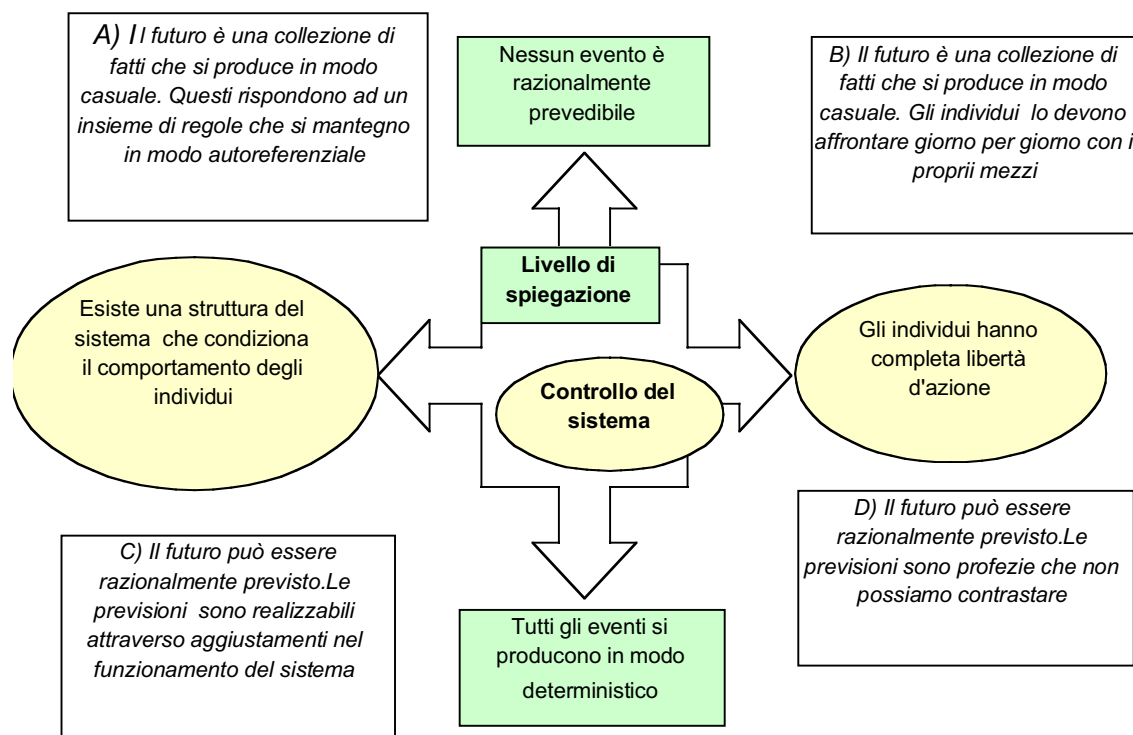 A) Il futuro è una collezione di
fatti che si produce in modo
casuale. Questi rispondono ad un
insieme di regole che si mantegno
in modo autoreferenziale
Nessun evento è
razionalmente
prevedibile
B) Il futuro è una collezione di
fatti che si produce in modo
casuale. Gli individui lo devono
affrontare giorno per giorno con i
proprii mezzi
Livello di
spiegazione
Esiste una struttura del
sistema che condiziona
il comportamento degli
individui
Gli individui hanno
completa libertà
d'azione
Controllo del
sistema
C) Il futuro può essere
razionalmente previsto.Le
previsioni sono realizzabili
attraverso aggiustamenti nel
funzionamento del sistema
D) Il futuro può essere
razionalmente previsto.Le
previsioni sono profezie che non
possiamo contrastare
Tutti gli eventi si
producono in modo
deterministico